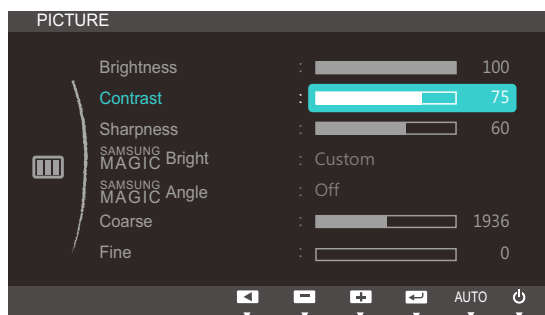 PICTURE
Brightness : 100
Contrast : 75
Sharpness : 60
SAMSUNG MAGIC Bright : Custom
SAMSUNG MAGIC Angle : Off
Coarse : 1936
Fine : 0
AUTO